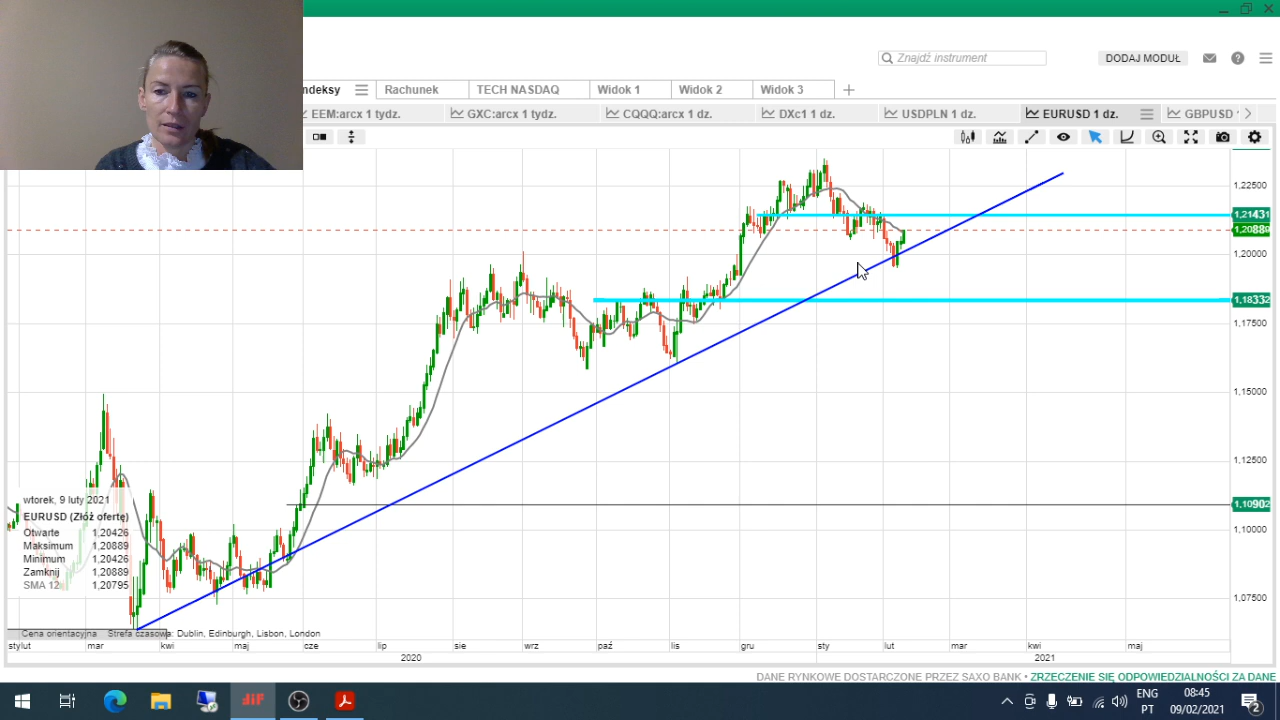 Znajdź instrument
DODAJ MODUŁ
ndeksy
Rachunek
TECH NASDAQ
Widok 1
Widok 2
Widok 3
EEM:arcx 1 tydz.
GXC:arcx 1 tydz.
CQQQ:arcx 1 dz.
DXc1 1 dz.
USDPLN 1 dz.
EURUSD 1 dz.
GBPUSD
1,22500
1,21431
1,20889
1,20000
1,18332
1,17500
1,15000
1,12500
1,10902
1,10000
1,07500
wtorek, 9 luty 2021
EURUSD (Złóż ofertę)
Otwarte 1,20426
Maksimum 1,20889
Minimum 1,20426
Zamknij 1,20889
SMA 12 1,20795
Cena orientacyjna Strefa czasowa: Dublin, Edinburgh, Lisbon, London
stylut mar kwi maj cze lip sie wrz paź lis gru sty lut mar kwi maj
2020 2021
DANE RYNKOWE DOSTARCZONE PRZEZ SAXO BANK • ZRZECZENIE SIĘ ODPOWIEDZIALNOŚCI ZA DANE
DIF
ENG
PT
08:45
09/02/2021
2